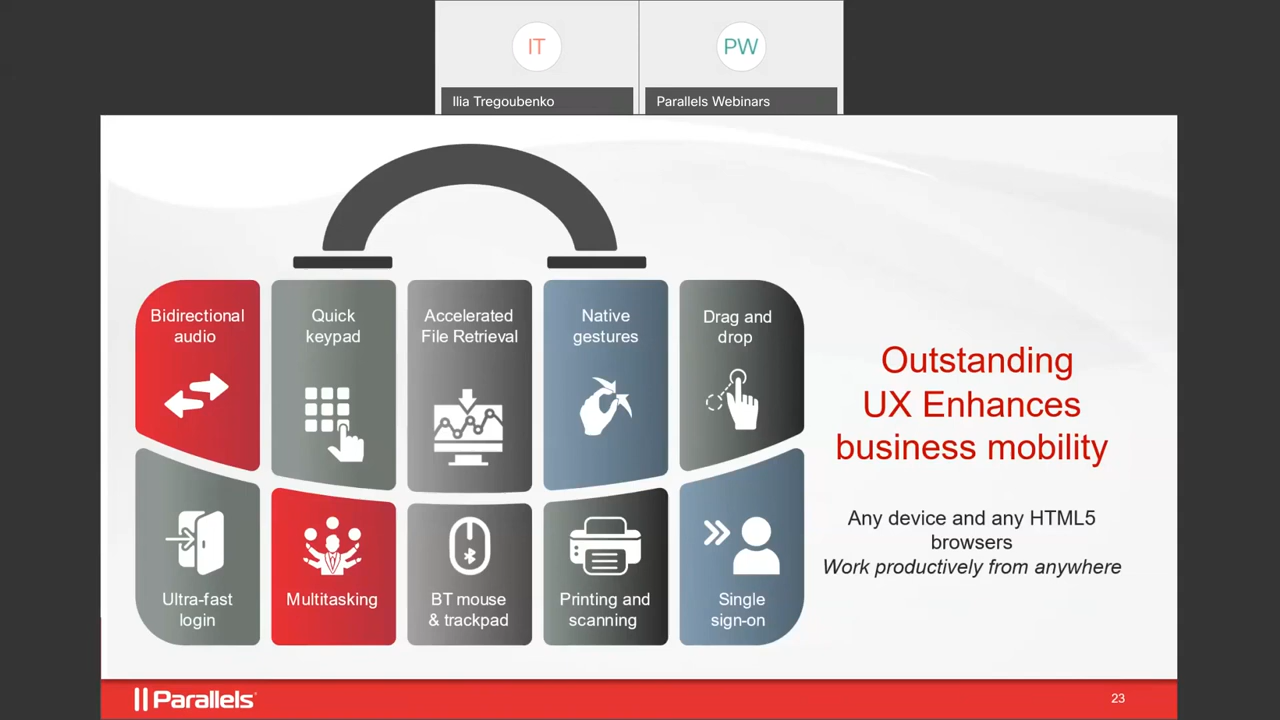 IT
PW
Ilia Tregoubenko
Parallels Webinars
Bidirectional
audio
Quick
keypad
Accelerated
File Retrieval
Native
gestures
Drag and
drop
Ultra-fast
login
Multitasking
BT mouse
& trackpad
Printing and
scanning
Single
sign-on
Outstanding
UX Enhances
business mobility
Any device and any HTML5
browsers
Work productively from anywhere
Parallels
23